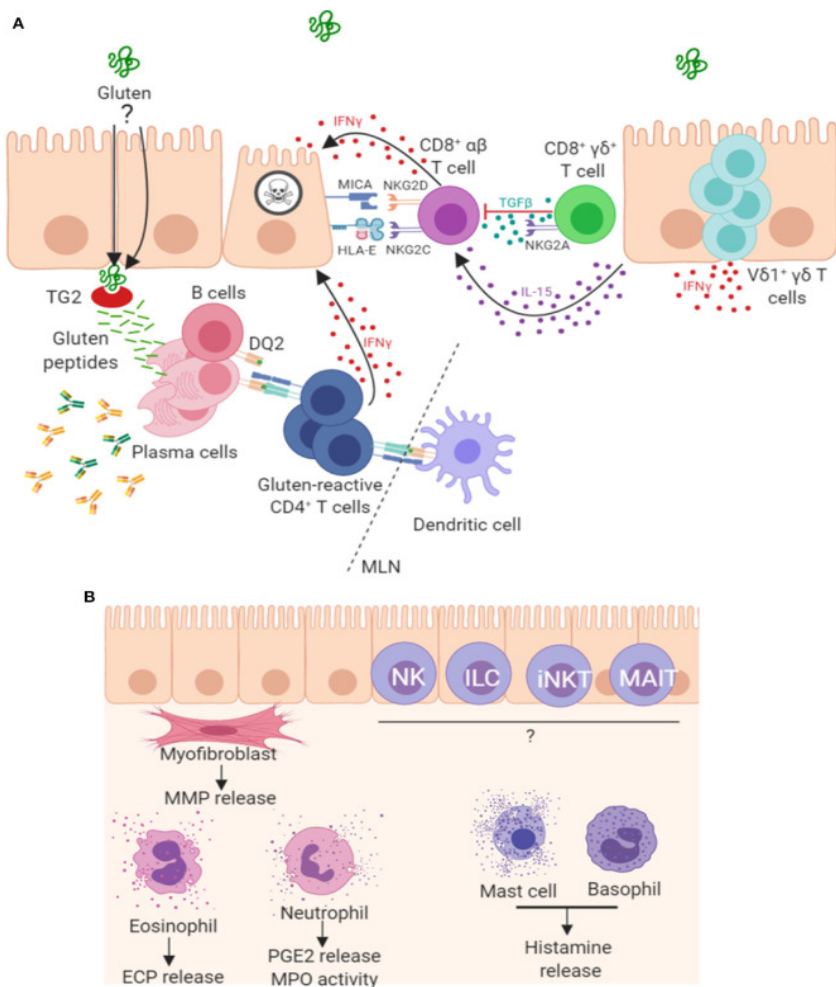 A
Gluten
?
IFNγ
CD8⁺ αβ
T cell
CD8⁺ γδ⁺
T cell
MICA
NKG2D
TGFβ
HLA-E
NKG2C
NKG2A
TG2
B cells
IL-15
IFNγ
Vδ1⁺ γδ T
cells
Gluten
peptides
DQ2
IFNγ
Plasma cells
Gluten-reactive
CD4⁺ T cells
Dendritic cell
MLN
B
NK
ILC
iNKT
MAIT
?
Myofibroblast
MMP release
Mast cell
Basophil
Eosinophil
Neutrophil
ECP release
PGE2 release
MPO activity
Histamine
release